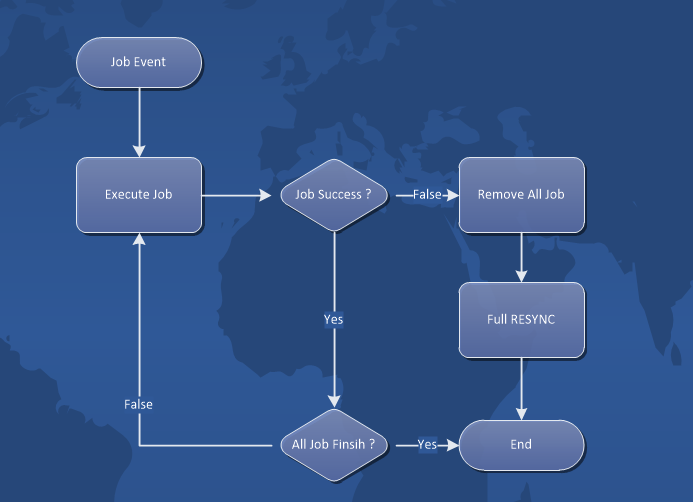 Job Event
Execute Job
Job Success ?
False
Remove All Job
Yes
Full RESYNC
False
All Job Finsih ?
Yes
End